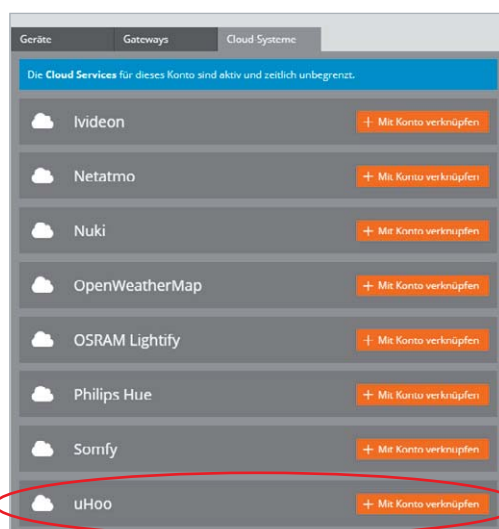 Geräte Gateways Cloud Systeme
Die Cloud Services für dieses Konto sind aktiv und zeitlich unbegrenzt.
Ivideon + Mit Konto verknüpfen
Netatmo + Mit Konto verknüpfen
Nuki + Mit Konto verknüpfen
OpenWeatherMap + Mit Konto verknüpfen
OSRAM Lightify + Mit Konto verknüpfen
Philips Hue + Mit Konto verknüpfen
Somfy + Mit Konto verknüpfen
uHoo + Mit Konto verknüpfen